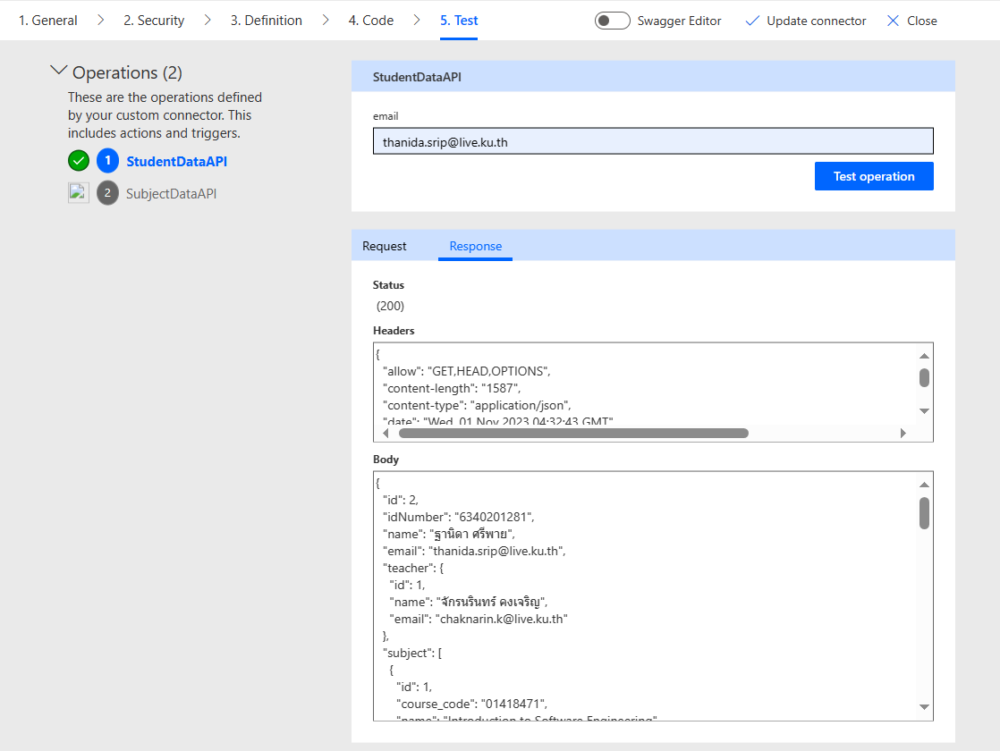 1. General
2. Security
3. Definition
4. Code
5. Test
Swagger Editor
Update connector
Close
Operations (2)
These are the operations defined
by your custom connector. This
includes actions and triggers.
1 StudentDataAPI
2 SubjectDataAPI
StudentDataAPI
email
thanida.srip@live.ku.th
Test operation
Request
Response
Status
(200)
Headers
{
"allow": "GET,HEAD,OPTIONS",
"content-length": "1587",
"content-type": "application/json",
"date": "Wed, 01 Nov 2023 04:32:43 GMT"
Body
{
"id": 2,
"idNumber": "6340201281",
"name": "ฐานิดา ศรีพาย",
"email": "thanida.srip@live.ku.th",
"teacher": {
"id": 1,
"name": "จักรนรินทร์ คงเจริญ",
"email": "chaknarin.k@live.ku.th"
},
"subject": [
{
"id": 1,
"course_code": "01418471",
"name": "Introduction to Software Engineering"